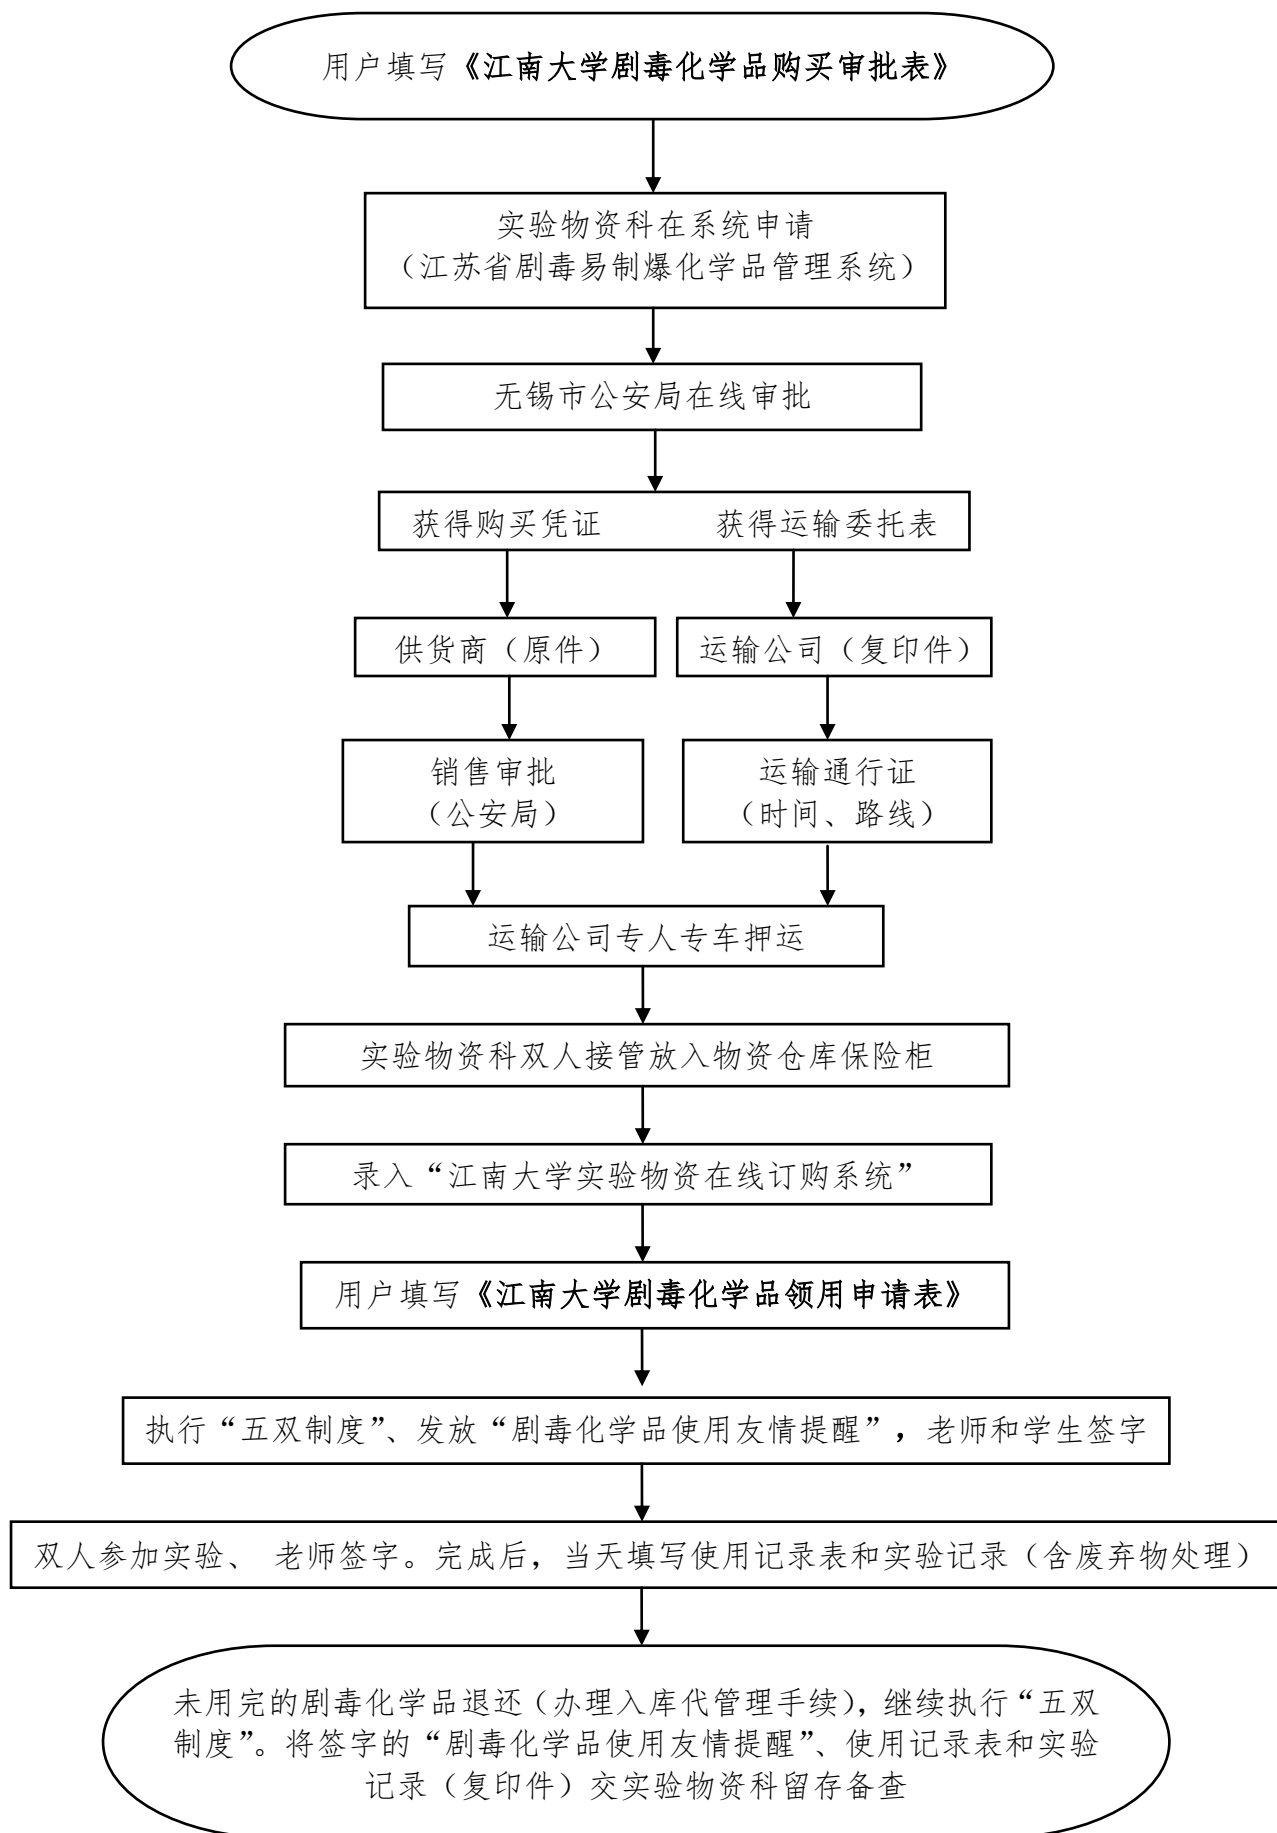 用户填写《江南大学剧毒化学品购买审批表》
实验物资科在系统申请
（江苏省剧毒易制爆化学品管理系统）
无锡市公安局在线审批
获得购买凭证 获得运输委托表
供货商（原件） 运输公司（复印件）
销售审批
（公安局）
运输通行证
（时间、路线）
运输公司专人专车押运
实验物资科双人接管放入物资仓库保险柜
录入“江南大学实验物资在线订购系统”
用户填写《江南大学剧毒化学品领用申请表》
执行“五双制度”、发放“剧毒化学品使用友情提醒”，老师和学生签字
双人参加实验、 老师签字。完成后，当天填写使用记录表和实验记录（含废弃物处理）
未用完的剧毒化学品退还（办理入库代管理手续），继续执行“五双
制度”。将签字的“剧毒化学品使用友情提醒”、使用记录表和实验
记录（复印件）交实验物资科留存备查